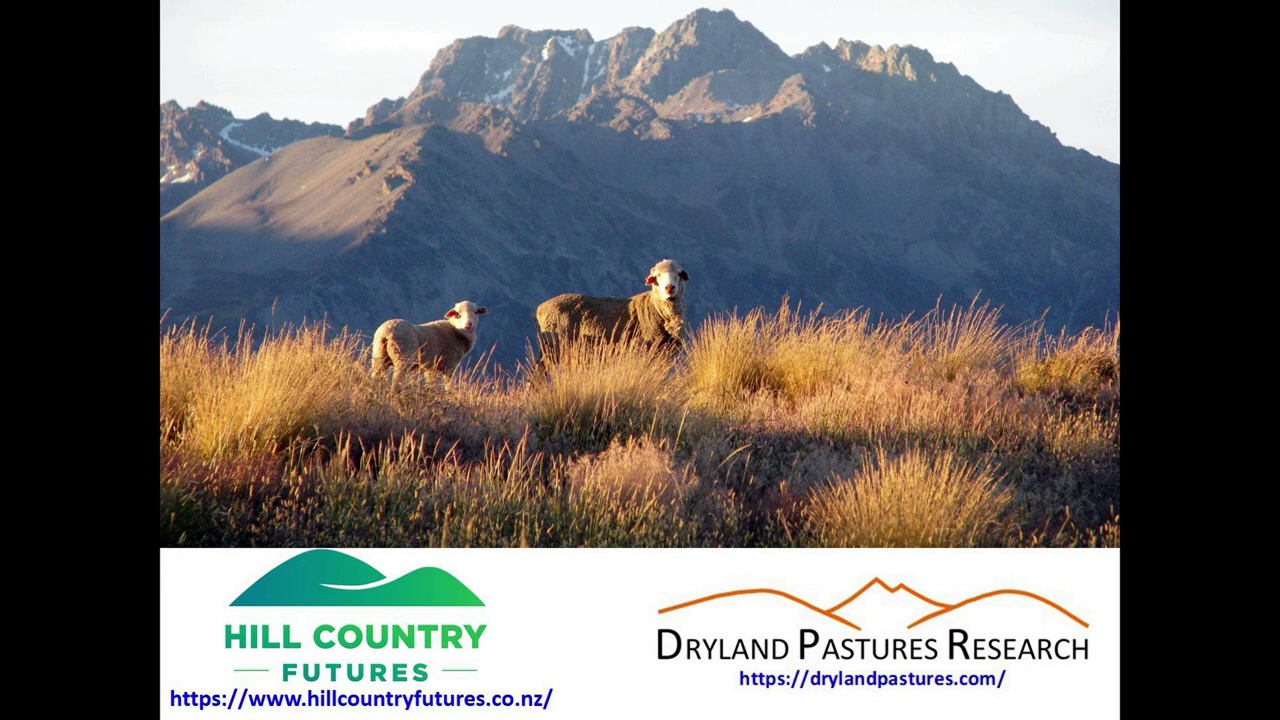 HILL COUNTRY
FUTURES
https://www.hillcountryfutures.co.nz/
DRYLAND PASTURES RESEARCH
https://drylandpastures.com/